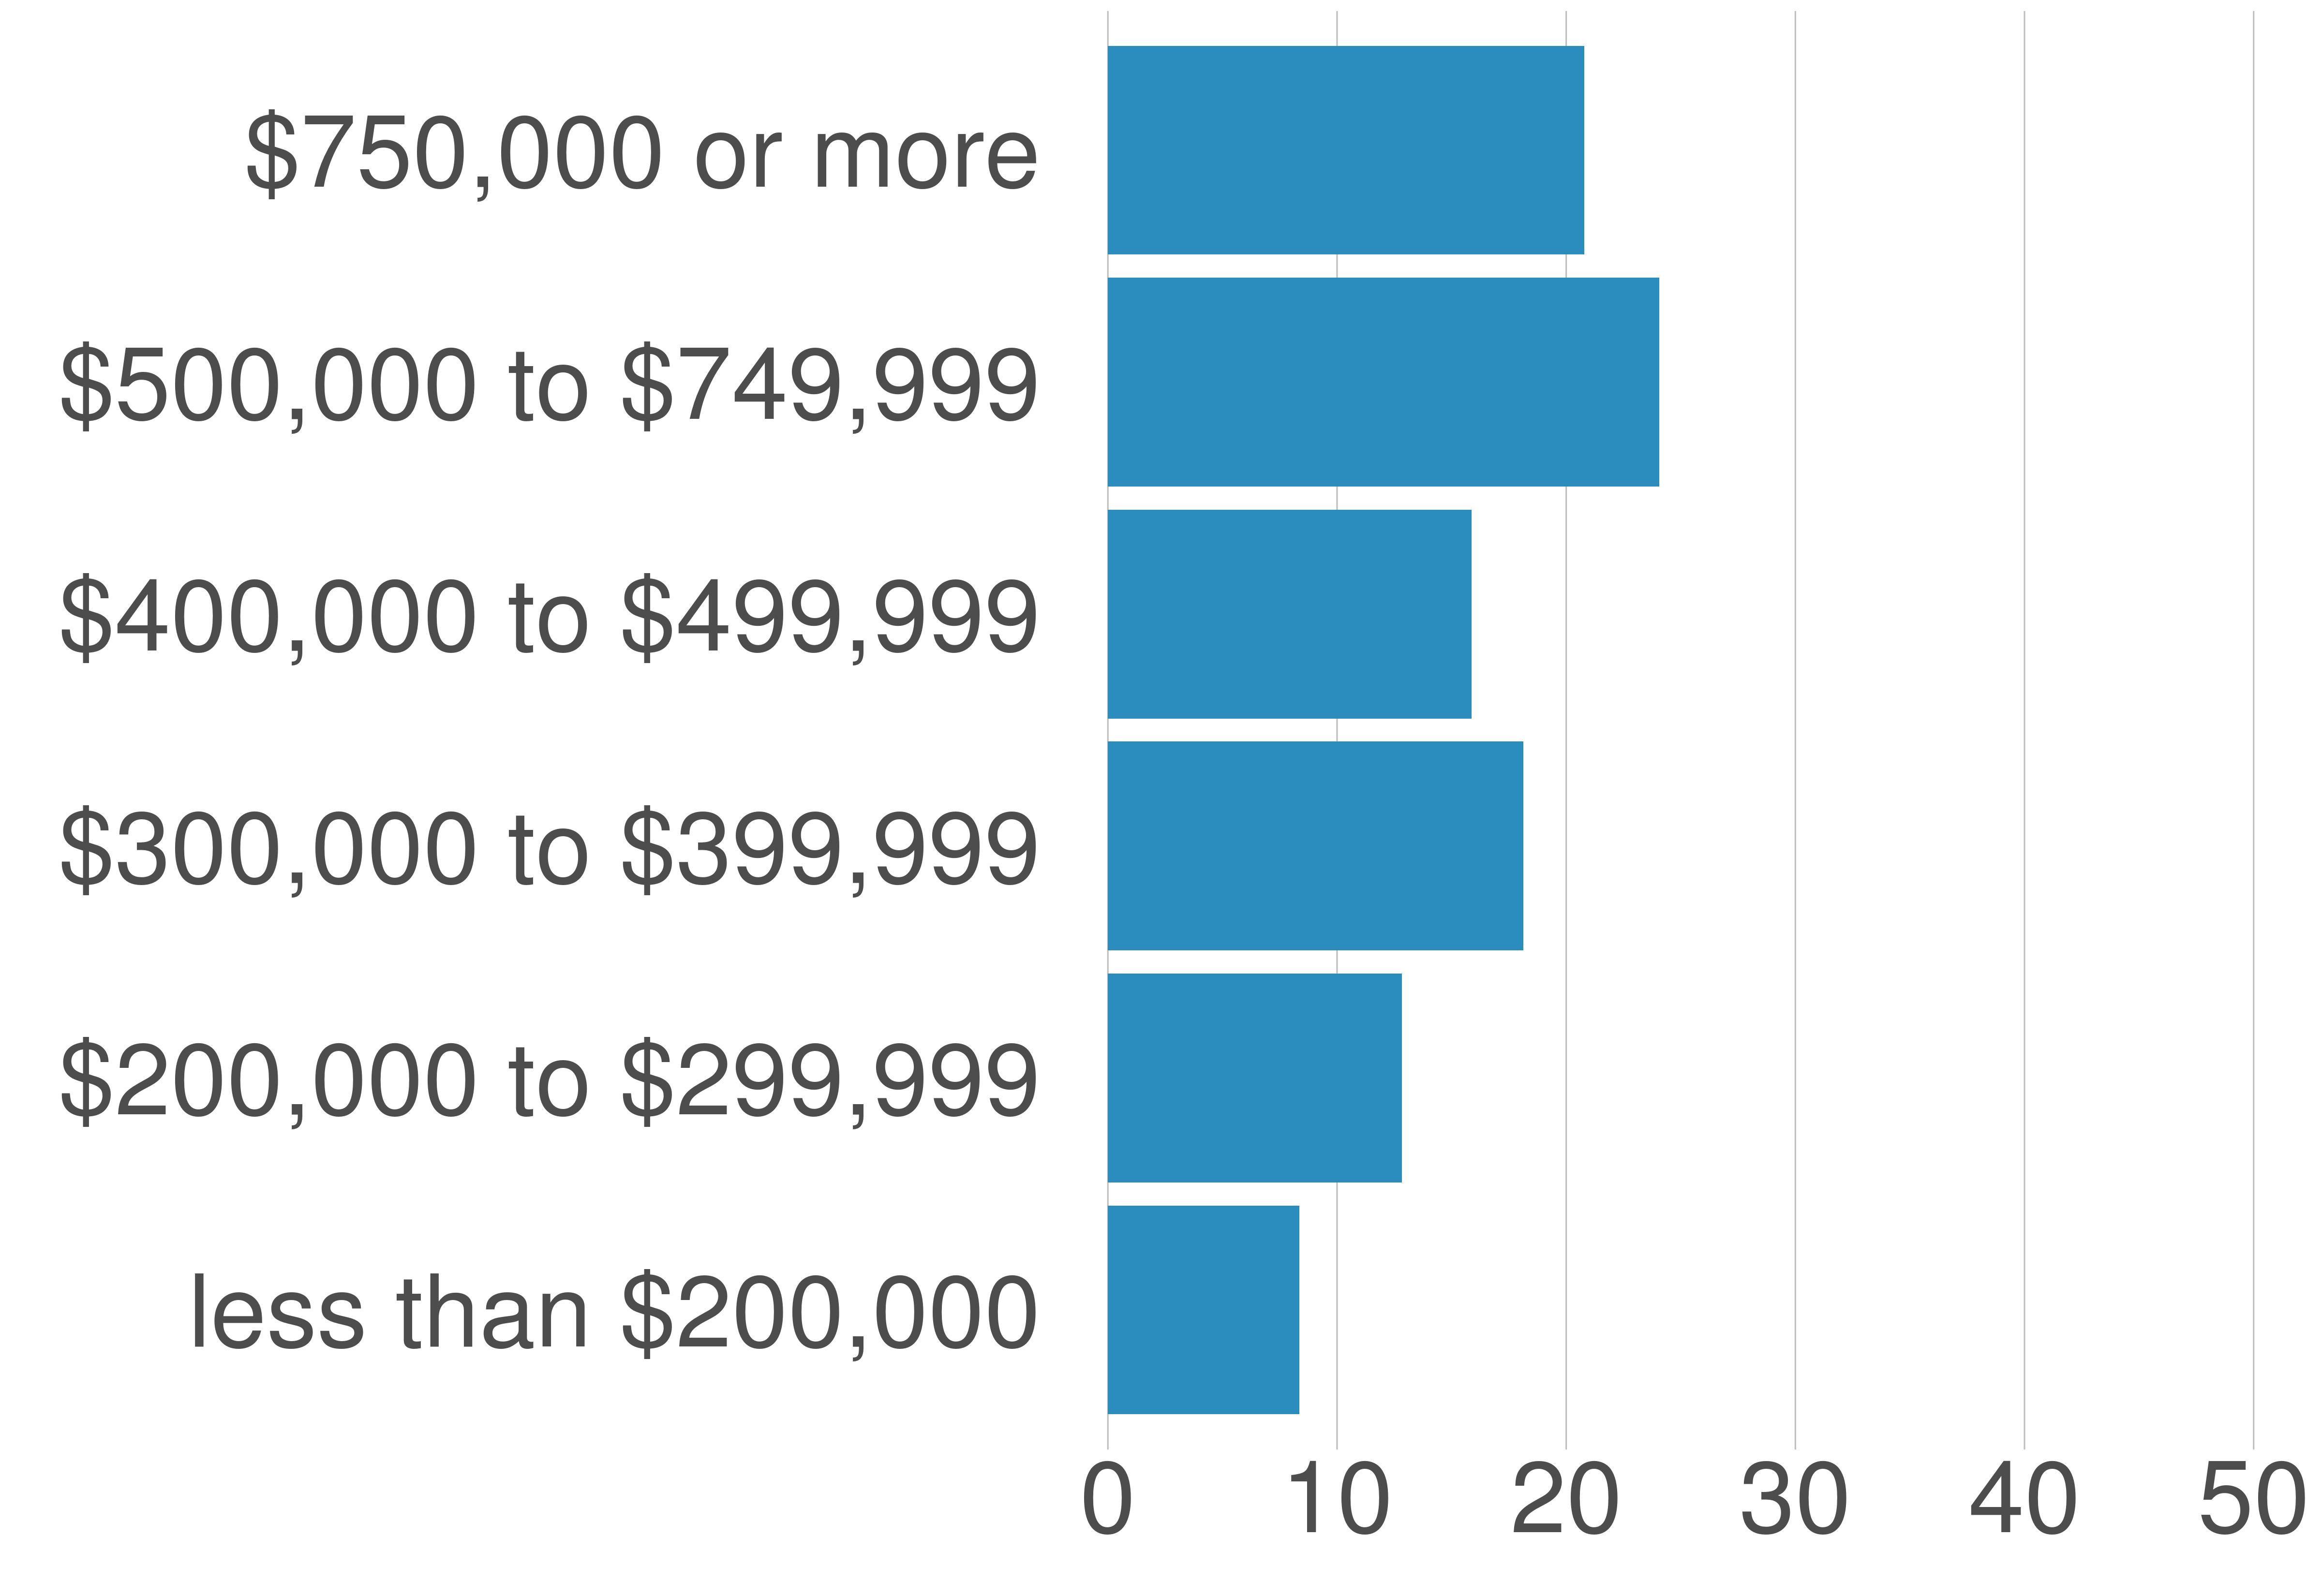 $750,000 or more
$500,000 to $749,999
$400,000 to $499,999
$300,000 to $399,999
$200,000 to $299,999
less than $200,000
0 10 20 30 40 50